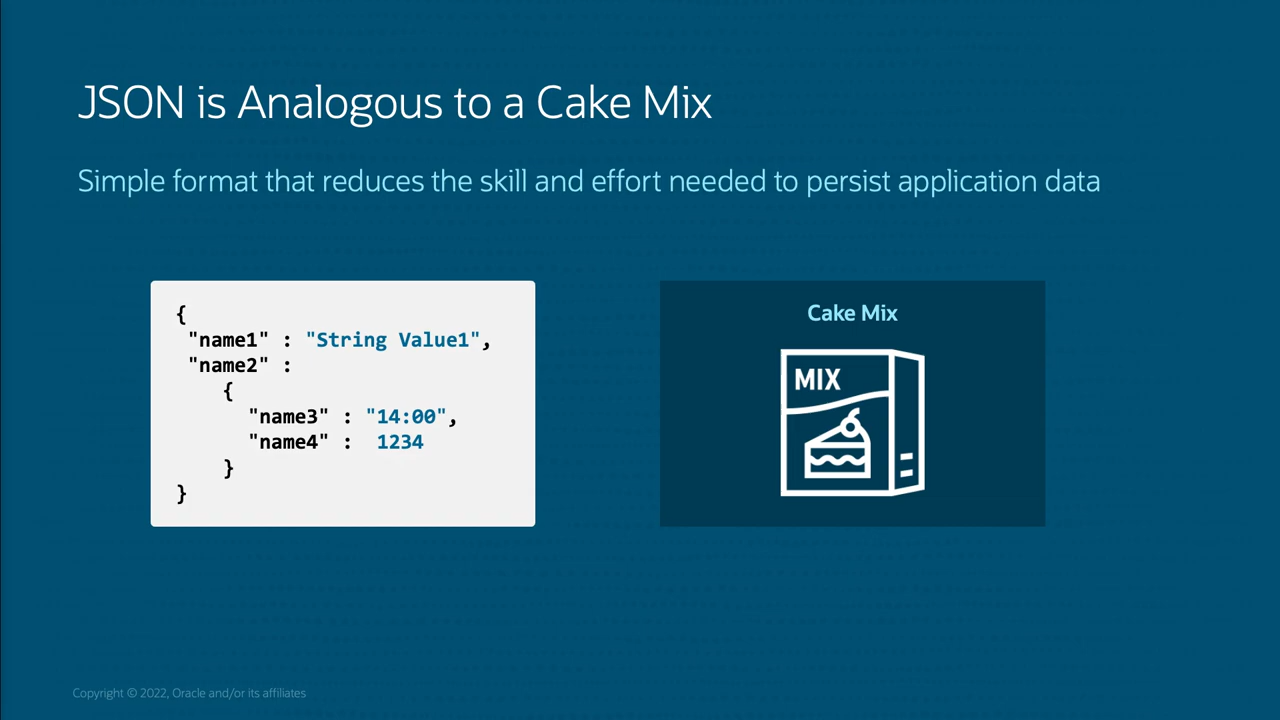 JSON is Analogous to a Cake Mix
Simple format that reduces the skill and effort needed to persist application data
{
"name1" : "String Value1",
"name2" :
{
"name3" : "14:00",
"name4" : 1234
}
}
Cake Mix
MIX
Copyright © 2022, Oracle and/or its affiliates